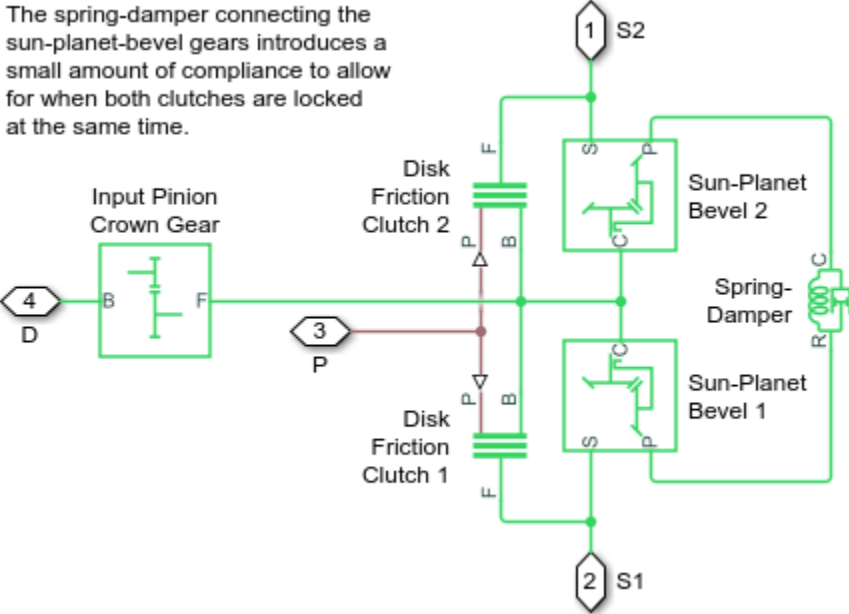 The spring-damper connecting the
sun-planet-bevel gears introduces a
small amount of compliance to allow
for when both clutches are locked
at the same time.
1
S2
F
S
P
Disk
Friction
Clutch 2
Sun-Planet
Bevel 2
Input Pinion
Crown Gear
P
B
C
C
4
B
F
D
3
P
Spring-
Damper
R
C
P
B
Sun-Planet
Bevel 1
Disk
Friction
Clutch 1
S
P
F
2
S1